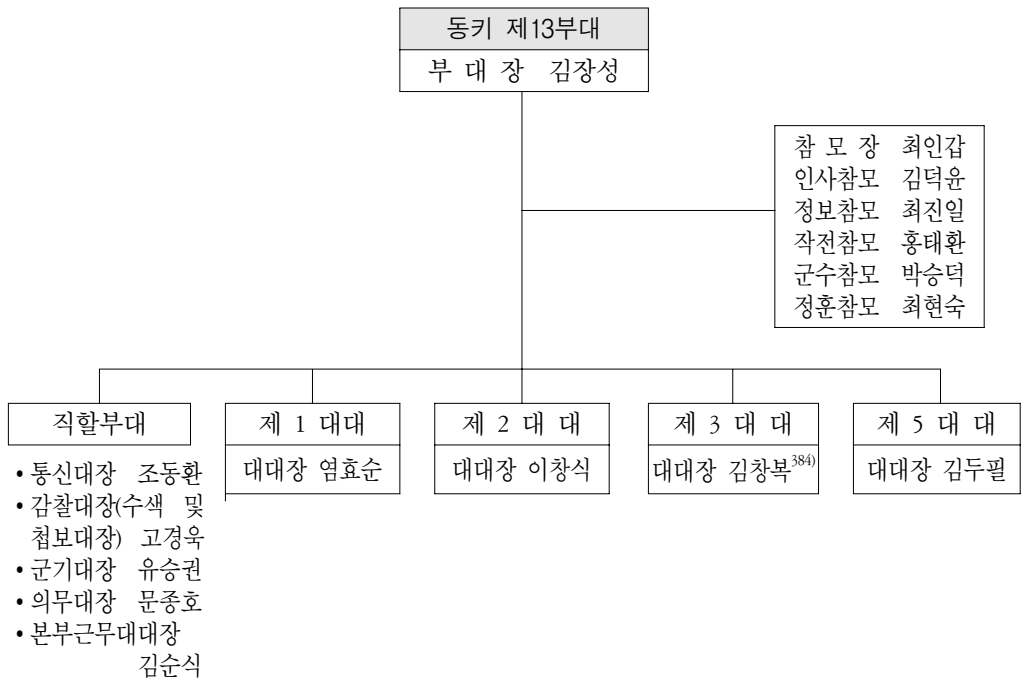 동키 제13부대
부 대 장 김장성
참 모 장 최인갑
인사참모 김덕윤
정보참모 최진일
작전참모 홍태환
군수참모 박승덕
정훈참모 최현숙
직할부대
• 통신대장 조동환
• 감찰대장(수색 및
첩보대장) 고경욱
• 군기대장 유승권
• 의무대장 문종호
• 본부근무대대장
김순식
제 1 대대
대대장 염효순
제 2 대 대
대대장 이창식
제 3 대 대
대대장 김창복384)
제 5 대 대
대대장 김두필